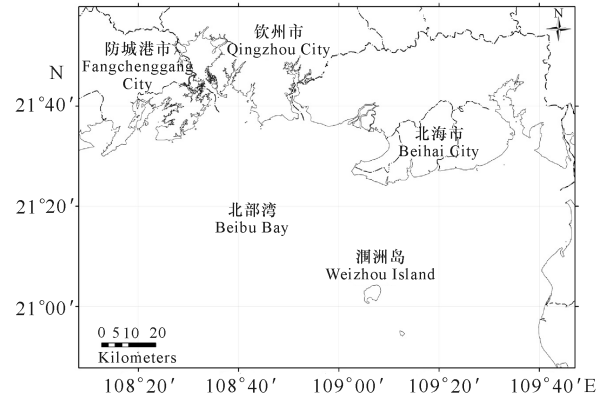 N
钦州市
Qingzhou City
防城港市
Fangchenggang
City
N
21°40′
北海市
Beihai City
21°20′
北部湾
Beibu Bay
涠洲岛
Weizhou Island
21°00′
0 5 10 20
Kilometers
108°20′ 108°40′ 109°00′ 109°20′ 109°40′E